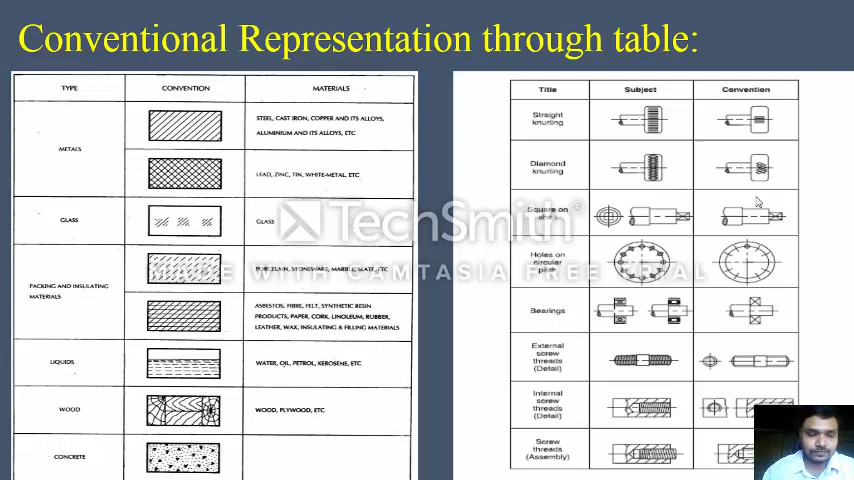 Conventional Representation through table:
TYPE CONVENTION MATERIALS
METALS
STEEL, CAST IRON, COPPER AND ITS ALLOYS,
ALUMINIUM AND ITS ALLOYS, ETC
LEAD, ZINC, TIN, WHITE-METAL, ETC
GLASS GLASS
PACKING AND INSULATING
MATERIALS
PORCELAIN, STONEWARE, MARBLE, SLATE, ETC
ASBESTOS, FIBRE, FELT, SYNTHETIC RESIN
PRODUCTS, PAPER, CORK, LINOLEUM, RUBBER,
LEATHER, WAX, INSULATING & FILLING MATERIALS
LIQUIDS WATER, OIL, PETROL, KEROSENE, ETC
WOOD WOOD, PLYWOOD, ETC
CONCRETE
Title Subject Convention
Straight
knurling
Diamond
knurling
Square on
shaft
Holes on
circular
pitch
Bearings
External
screw
threads
(Detail)
Internal
screw
threads
(Detail)
Screw
threads
(Assembly)
TechSmith®
MADE WITH CAMTASIA FREE TRIAL